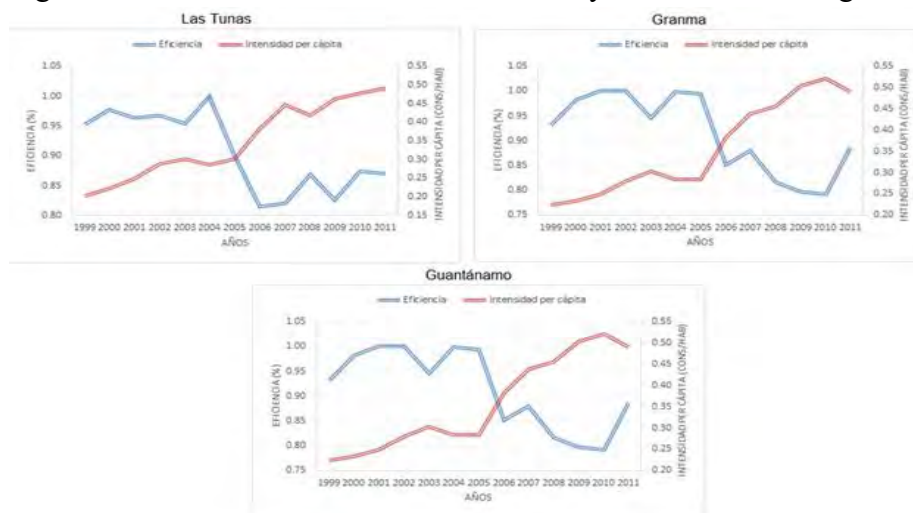 Las Tunas
Eficiencia Intensidad per cápita
1.05
1.00
0.95
0.90
0.85
0.80
EFICIENCIA (%)
0.55
0.50
0.45
0.40
0.35
0.30
0.25
0.20
0.15
INTENSIDAD PER CÁPITA (CONS/HAB)
1999 2000 2001 2002 2003 2004 2005 2006 2007 2008 2009 2010 2011
AÑOS
Granma
Eficiencia Intensidad per cápita
1.05
1.00
0.95
0.90
0.85
0.80
0.75
EFICIENCIA (%)
0.55
0.50
0.45
0.40
0.35
0.30
0.25
0.20
INTENSIDAD PER CÁPITA (CONS/HAB)
1999 2000 2001 2002 2003 2004 2005 2006 2007 2008 2009 2010 2011
AÑOS
Guantánamo
Eficiencia Intensidad per cápita
1.05
1.00
0.95
0.90
0.85
0.80
0.75
EFICIENCIA (%)
0.55
0.50
0.45
0.40
0.35
0.30
0.25
0.20
INTENSIDAD PER CÁPITA (CONS/HAB)
1999 2000 2001 2002 2003 2004 2005 2006 2007 2008 2009 2010 2011
AÑOS